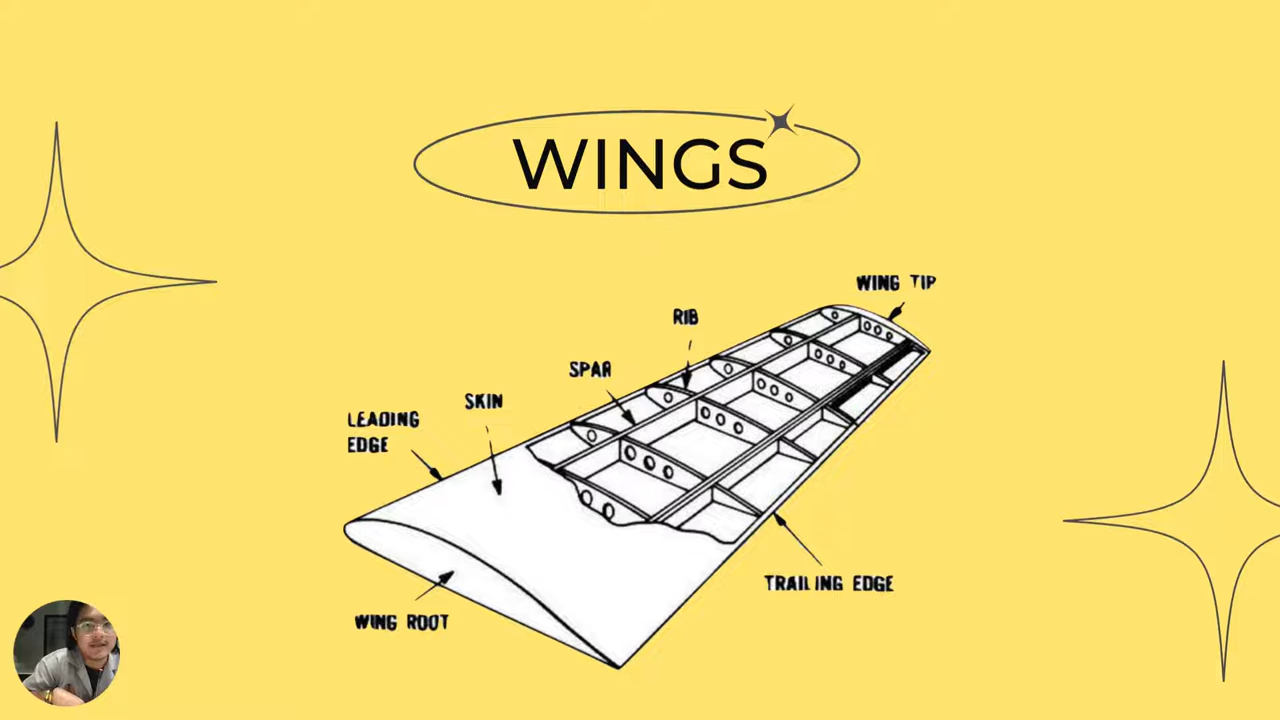 WINGS
WING TIP
RIB
SPAR
SKIN
LEADING
EDGE
TRAILING EDGE
WING ROOT